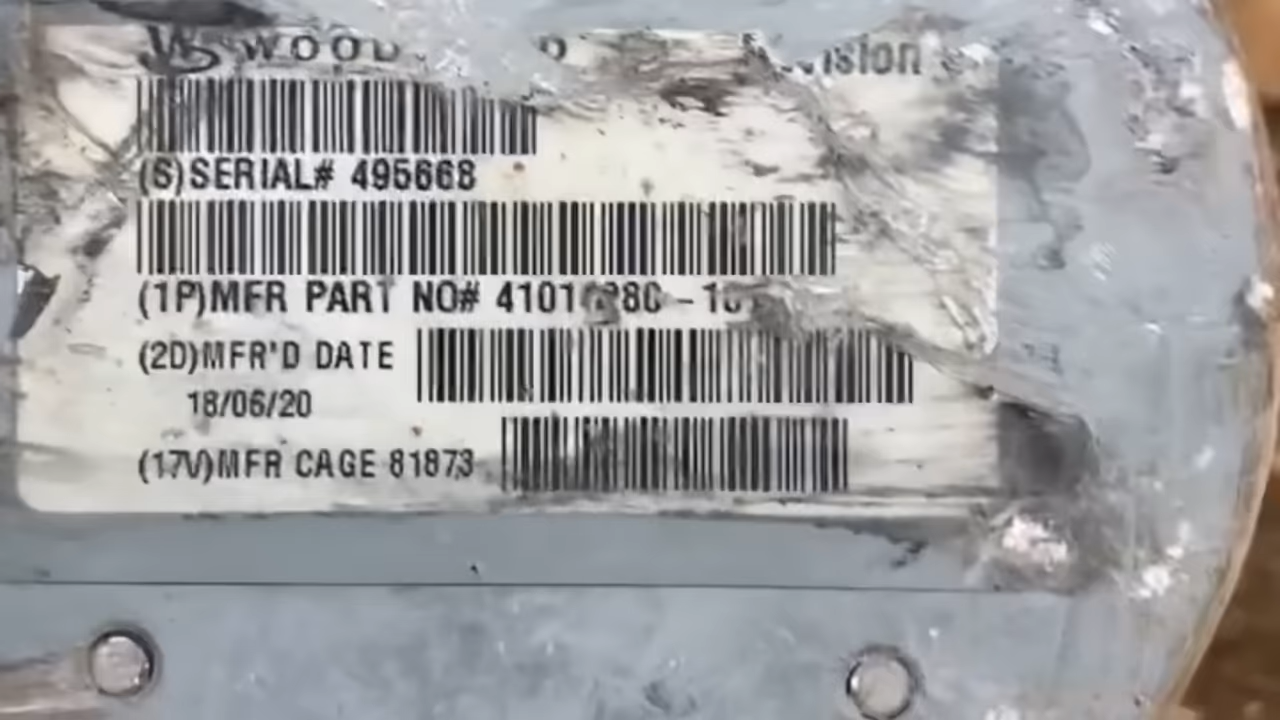 (S)SERIAL# 495668
(1P)MFR PART NO#
(2D)MFR'D DATE
18/06/20
(17V)MFR CAGE 81873